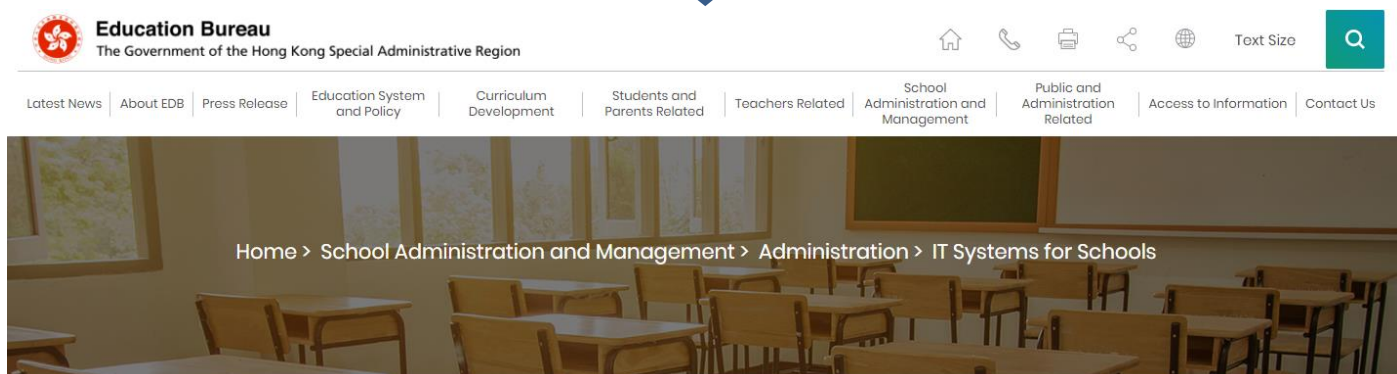 Education Bureau
The Government of the Hong Kong Special Administrative Region
Text Size
Latest News
About EDB
Press Release
Education System
and Policy
Curriculum
Development
Students and
Parents Related
Teachers Related
School
Administration and
Management
Public and
Administration
Related
Access to Information
Contact Us
Home > School Administration and Management > Administration > IT Systems for Schools